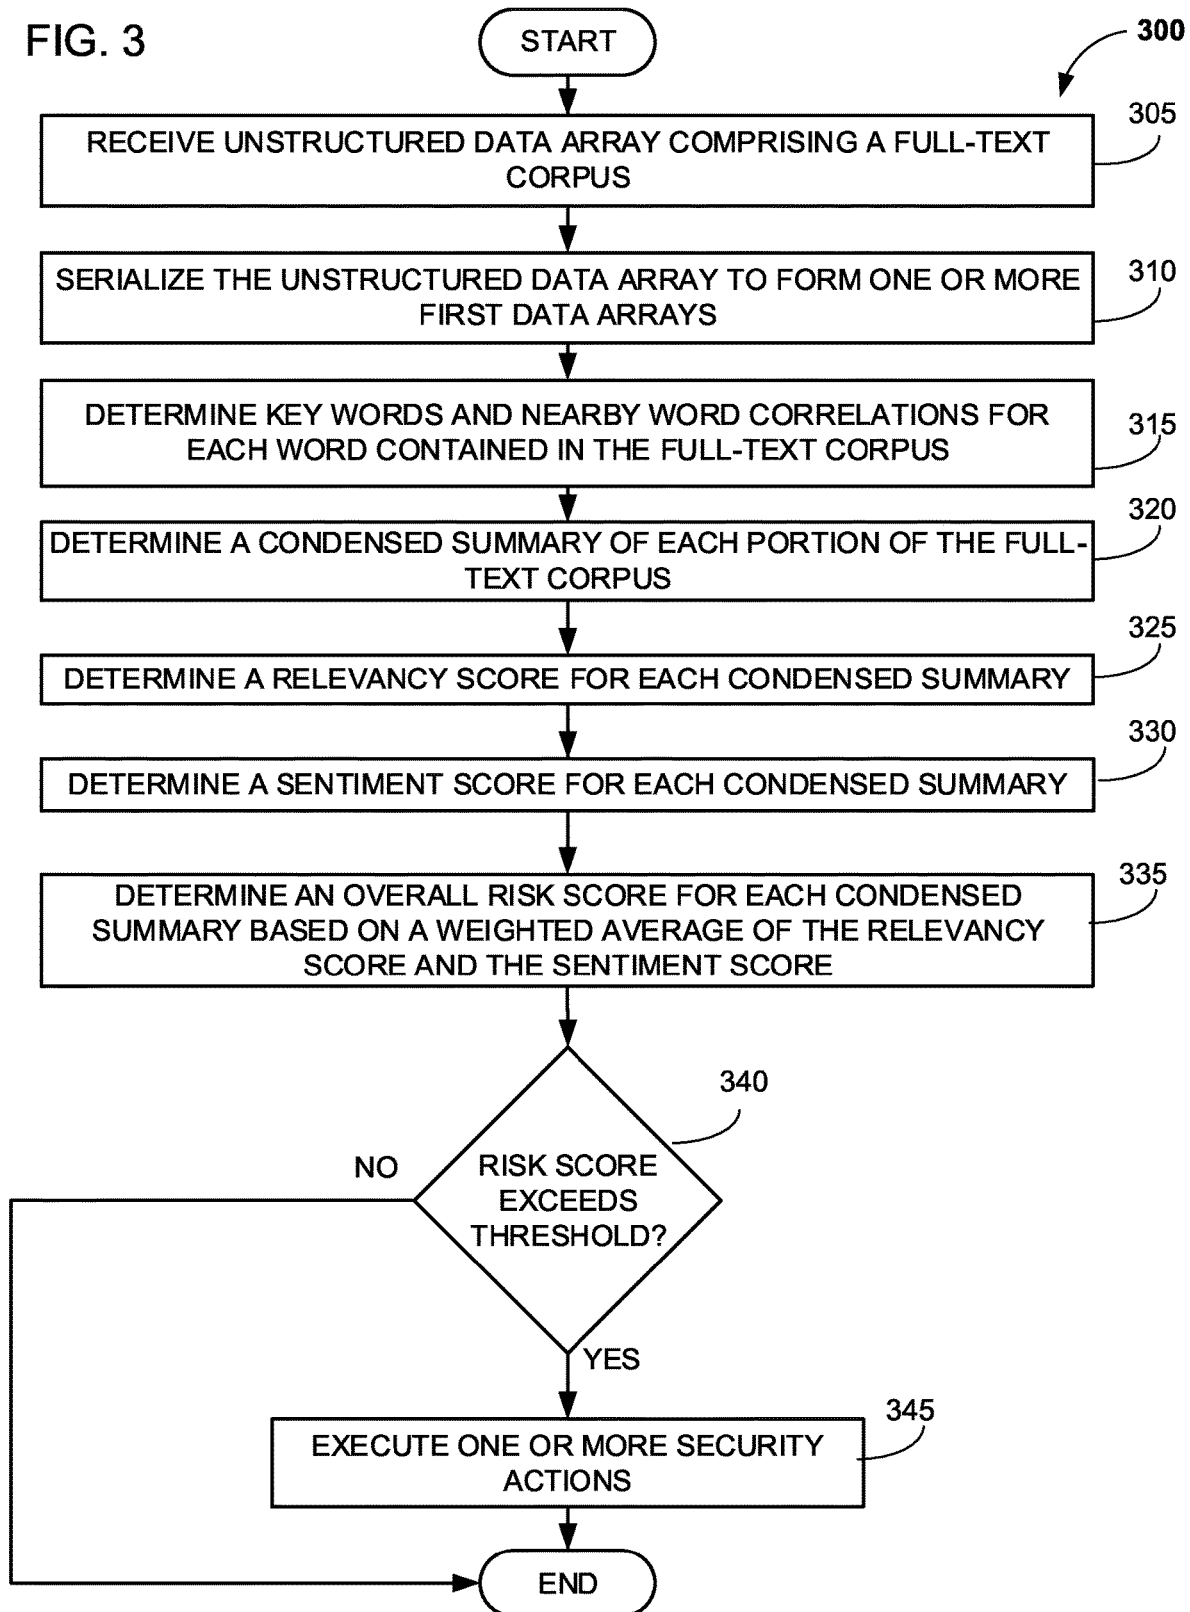 FIG. 3
START
300
305
RECEIVE UNSTRUCTURED DATA ARRAY COMPRISING A FULL-TEXT
CORPUS
310
SERIALIZE THE UNSTRUCTURED DATA ARRAY TO FORM ONE OR MORE
FIRST DATA ARRAYS
315
DETERMINE KEY WORDS AND NEARBY WORD CORRELATIONS FOR
EACH WORD CONTAINED IN THE FULL-TEXT CORPUS
320
DETERMINE A CONDENSED SUMMARY OF EACH PORTION OF THE FULL-
TEXT CORPUS
325
DETERMINE A RELEVANCY SCORE FOR EACH CONDENSED SUMMARY
330
DETERMINE A SENTIMENT SCORE FOR EACH CONDENSED SUMMARY
335
DETERMINE AN OVERALL RISK SCORE FOR EACH CONDENSED
SUMMARY BASED ON A WEIGHTED AVERAGE OF THE RELEVANCY
SCORE AND THE SENTIMENT SCORE
340
NO
RISK SCORE
EXCEEDS
THRESHOLD?
YES
345
EXECUTE ONE OR MORE SECURITY
ACTIONS
END